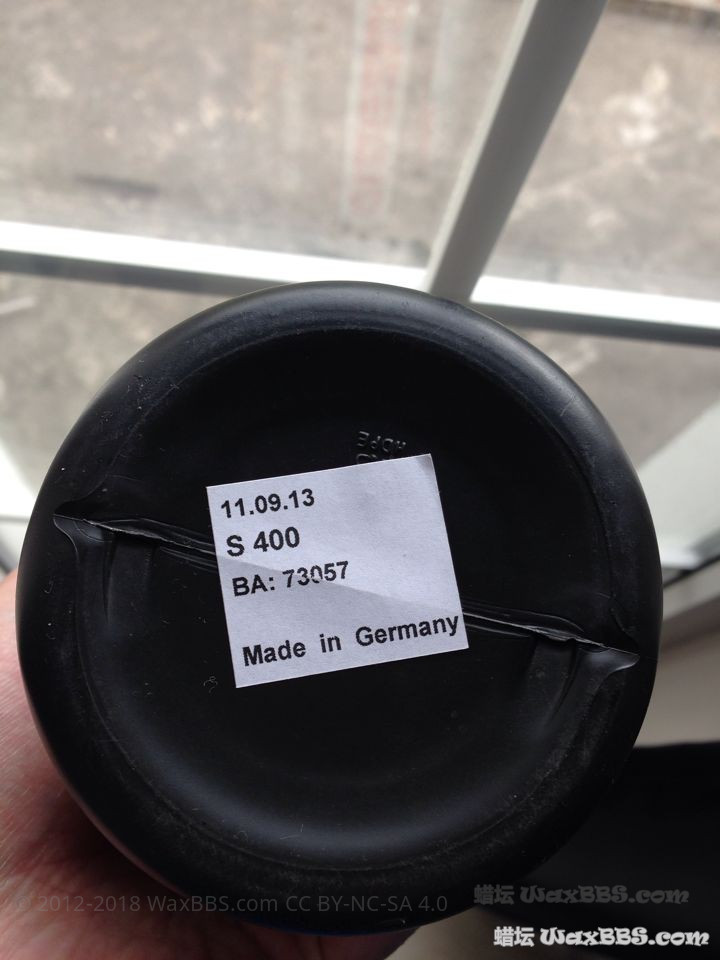 HDPE
11.09.13
S 400
BA: 73057
Made in Germany
© 2012-2018 WaxBBS.com CC BY-NC-SA 4.0
蜡坛 WaxBBS.com
蜡坛 WaxBBS.com